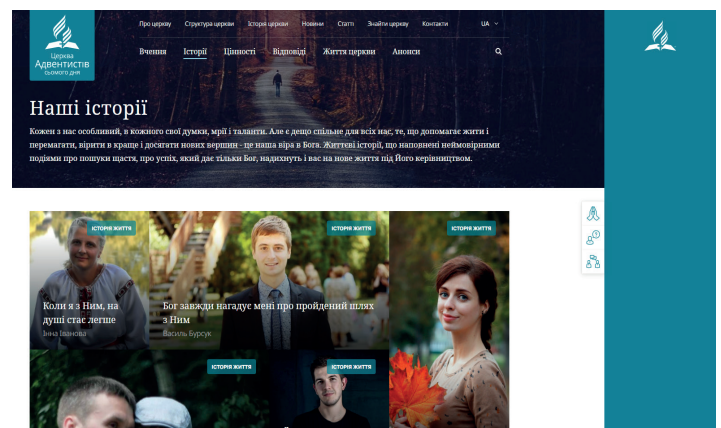 Про церкву Структура церкви Історія церкви Новини Статті Знайти церкву Контакти UA
Церква
Адвентистів
сьомого дня
Вчення Історії Цінності Відповіді Життя церкви Анонси
Наші історії
Кожен з нас особливий, в кожного свої думки, мрії і таланти. Але є дещо спільне для всіх нас, те, що допомагає жити і
перемагати, вірити в краще і досягати нових вершин - це наша віра в Бога. Життєві історії, що наповнені неймовірними
подіями про пошуки щастя, про успіх, який дає тільки Бог, надихнуть і вас на нове життя під Його керівництвом.
ІСТОРІЯ ЖИТТЯ
ІСТОРІЯ ЖИТТЯ
ІСТОРІЯ ЖИТТЯ
Коли я з Ним, на
душі стає легше
Інна Іванова
Бог завжди нагадує мені про пройдений шлях
з Ним
Василь Бурсук
ІСТОРІЯ ЖИТТЯ
ІСТОРІЯ ЖИТТЯ